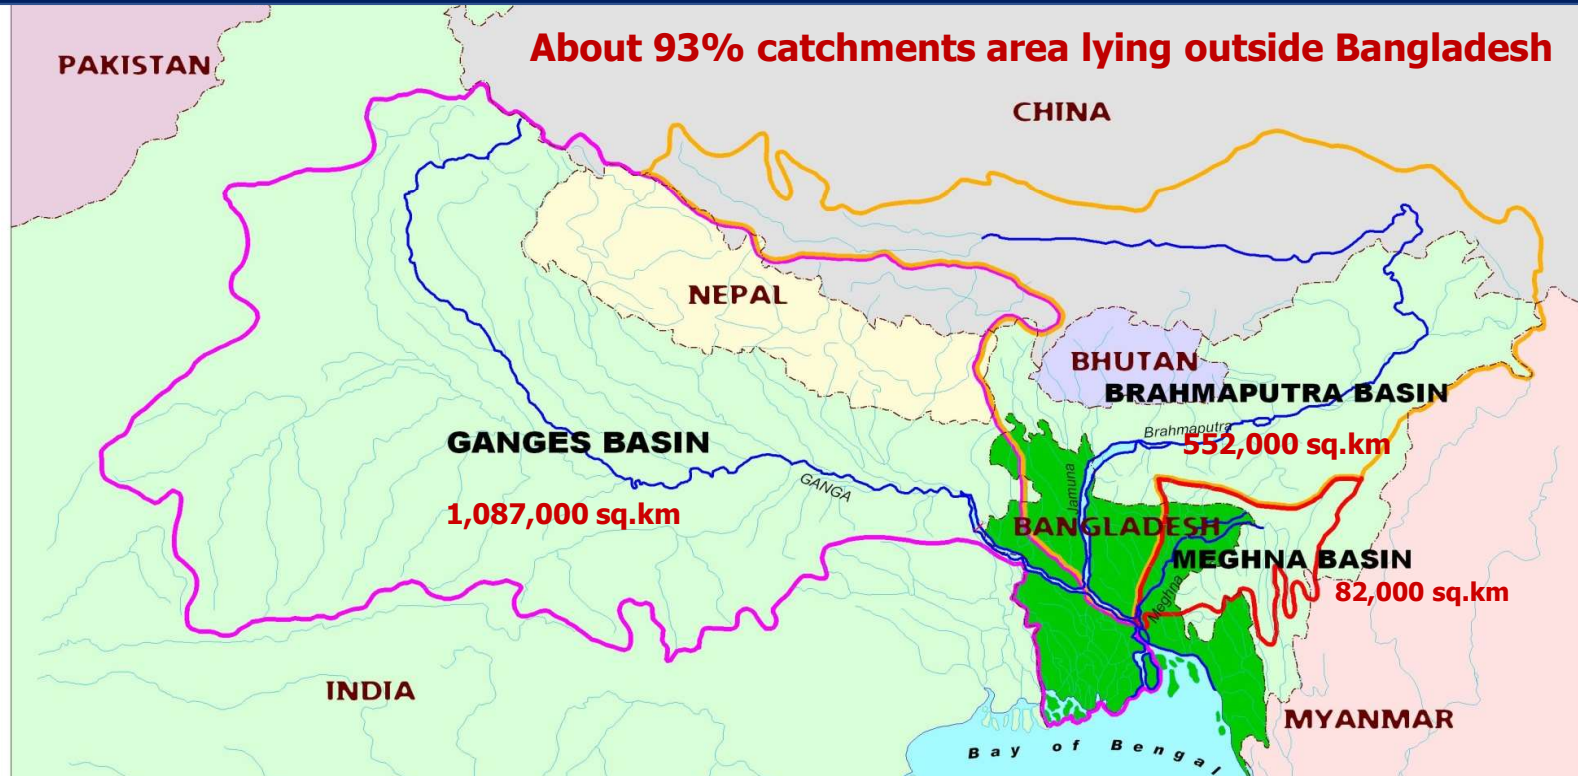 About 93% catchments area lying outside Bangladesh
PAKISTAN
CHINA
NEPAL
BHUTAN
BRAHMAPUTRA BASIN
Brahmaputra
552,000 sq.km
GANGES BASIN
GANGA
1,087,000 sq.km
Jamuna
BANGLADESH
MEGHNA BASIN
Meghna
82,000 sq.km
INDIA
MYANMAR
Bay of Bengal